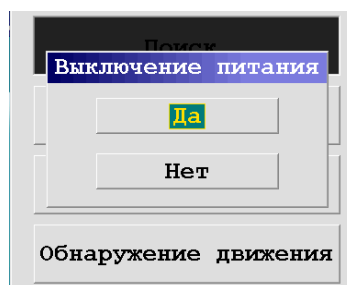 Поиск
Выключение питания
Да
Нет
Обнаружение движения